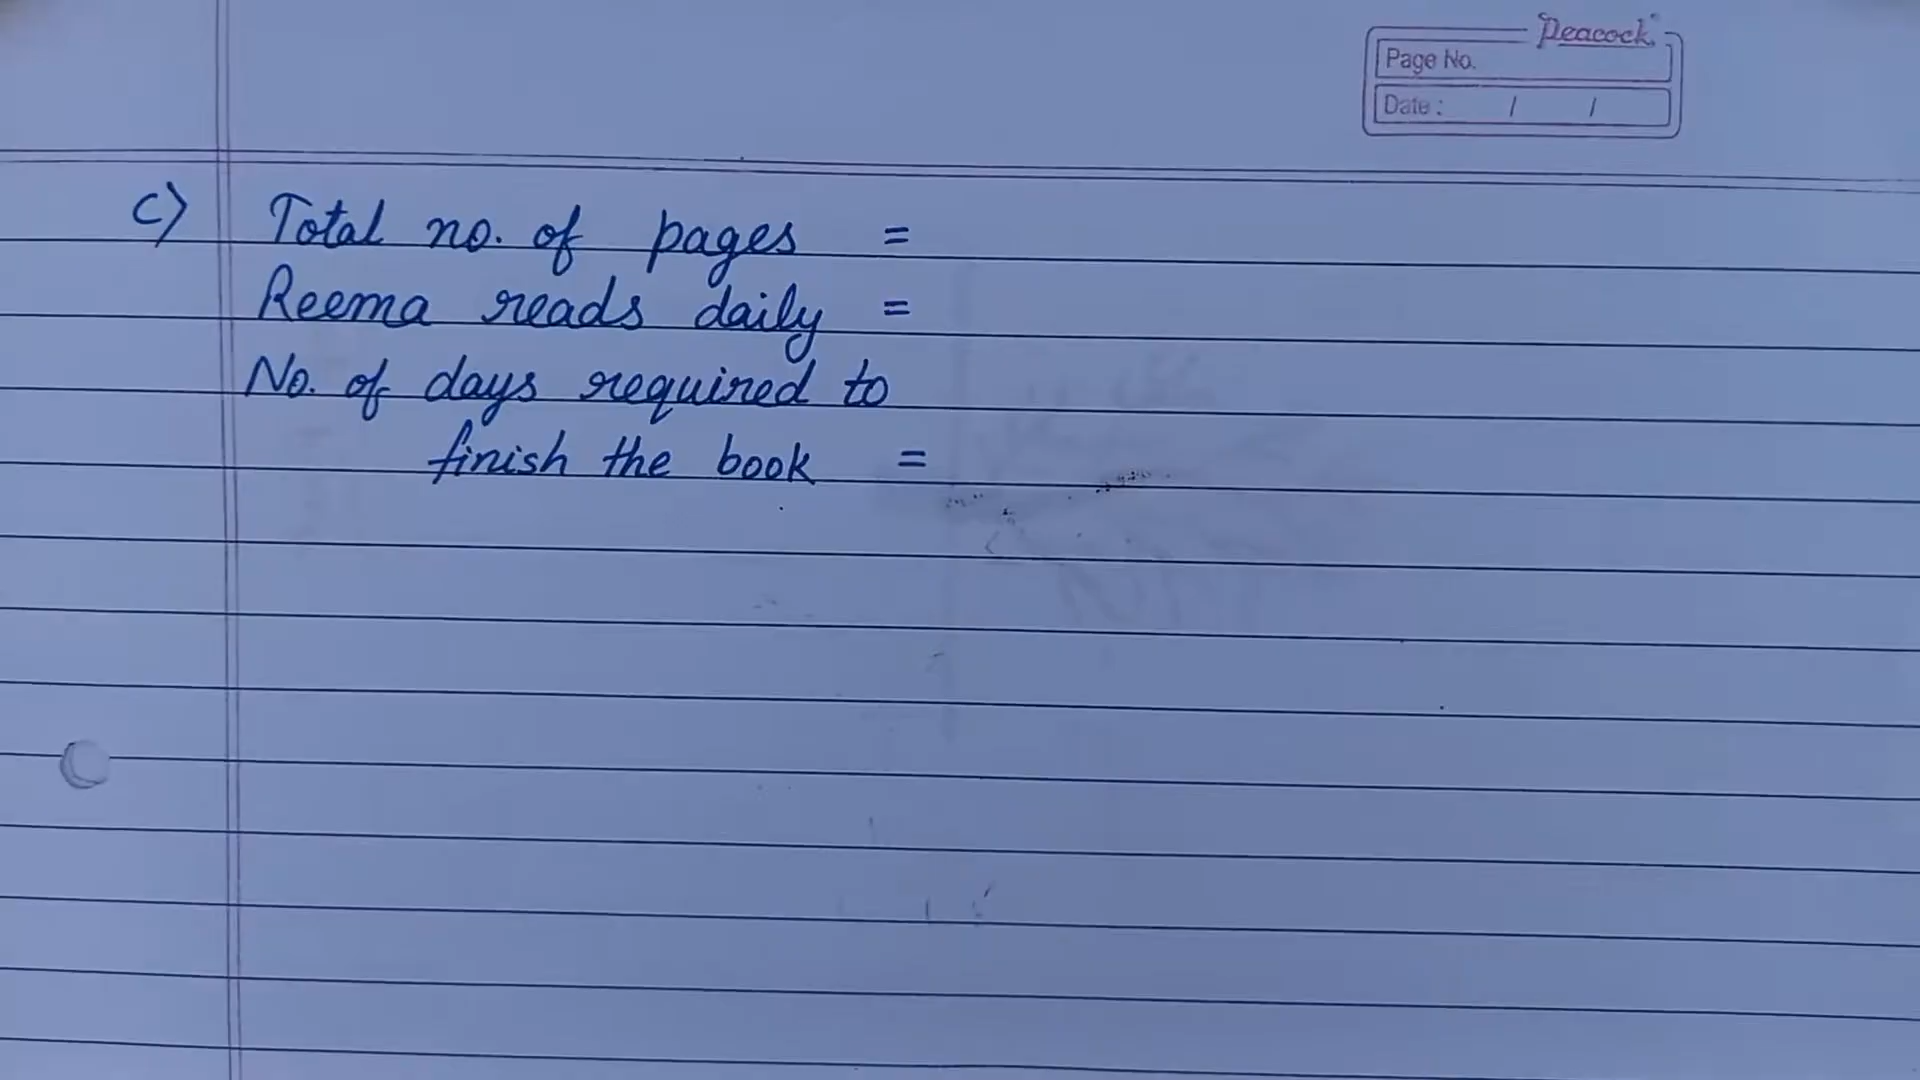 Peacock
Page No.
Date : / /
c) Total no. of pages =
Reema reads daily =
No. of days required to
finish the book =